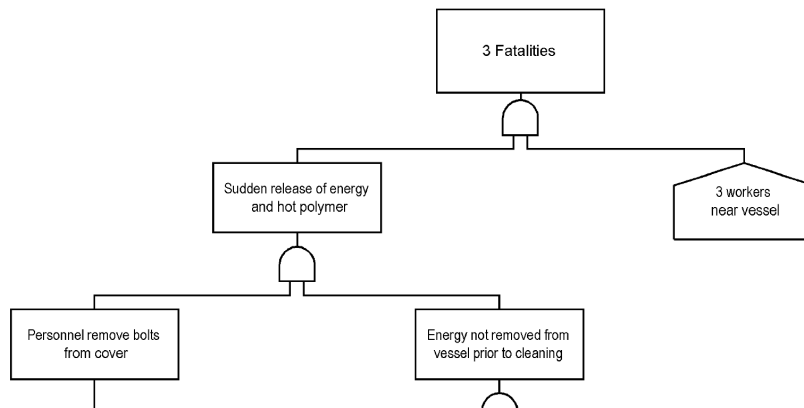 3 Fatalities
Sudden release of energy
and hot polymer
3 workers
near vessel
Personnel remove bolts
from cover
Energy not removed from
vessel prior to cleaning